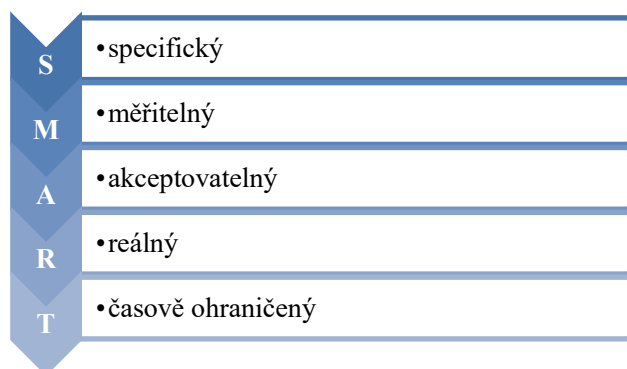 S
•specifický
M
•měřitelný
A
•akceptovatelný
R
•reálný
T
•časově ohraničený